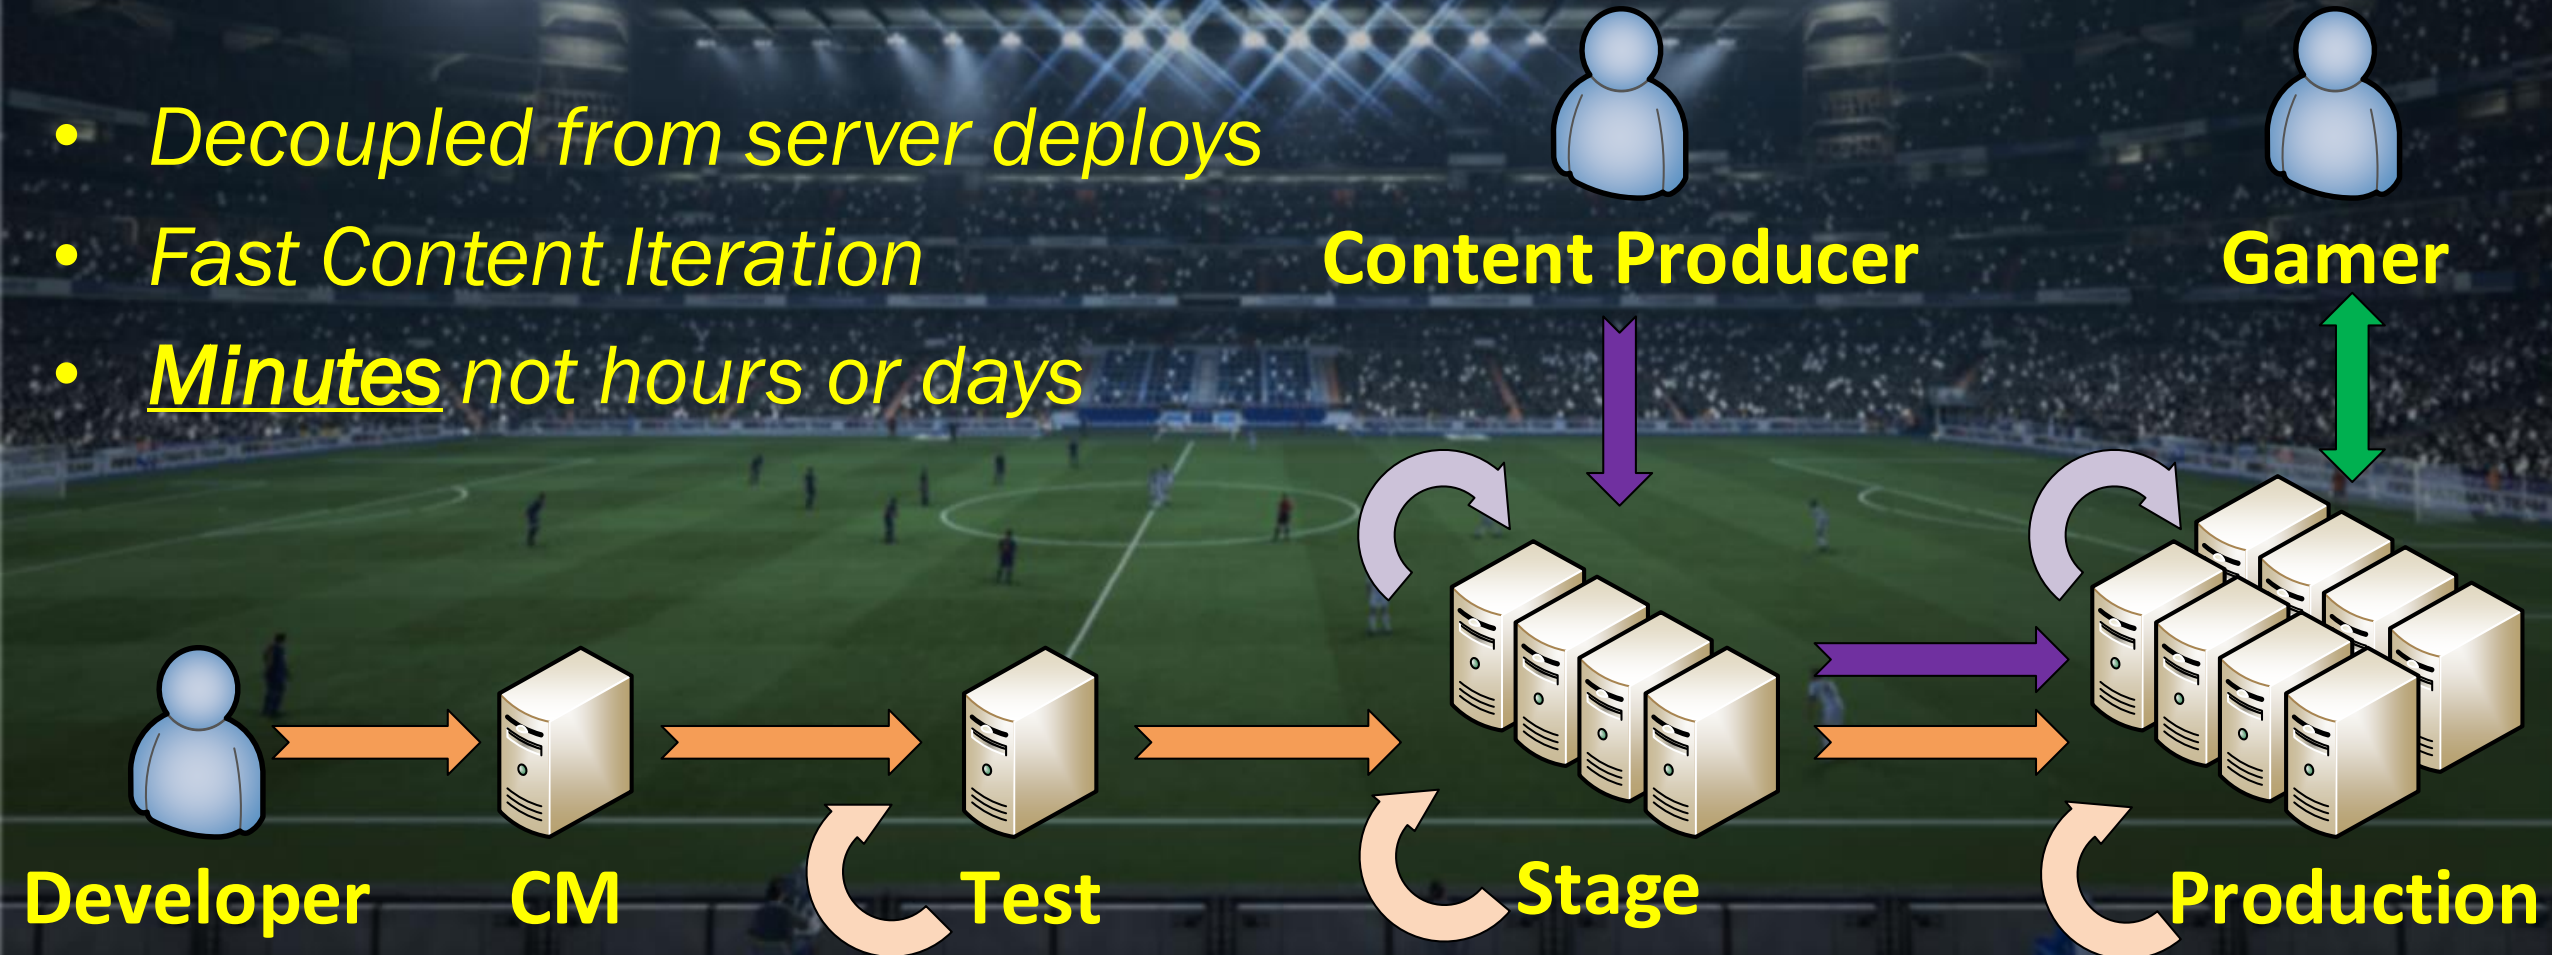 • Decoupled from server deploys
• Fast Content Iteration
• Minutes not hours or days
Content Producer
Gamer
Developer
CM
Test
Stage
Production